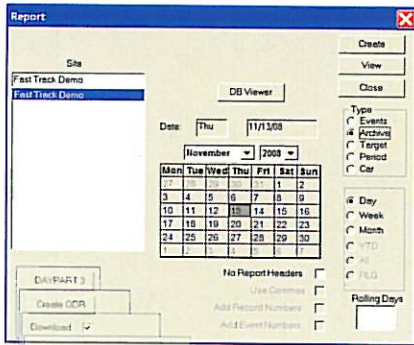 Report
Create
View
Close
Site
Fast Track Demo
Fast Track Demo
DB Viewer
Date: Thu 11/13/08
November 2008
Mon Tue Wed Thu Fri Sat Sun
27 28 29 30 31 1 2
3 4 5 6 7 8 9
10 11 12 13 14 15 16
17 18 19 20 21 22 23
24 25 26 27 28 29 30
1 2 3 4 5 6 7
Type
Events
Archive
Target
Period
Car
Day
Week
Month
YTD
All
PLG
Rolling Days
No Report Headers
Use Commas
Add Record Numbers
Add Event Numbers
DAYPART 3
Create ODR
Download